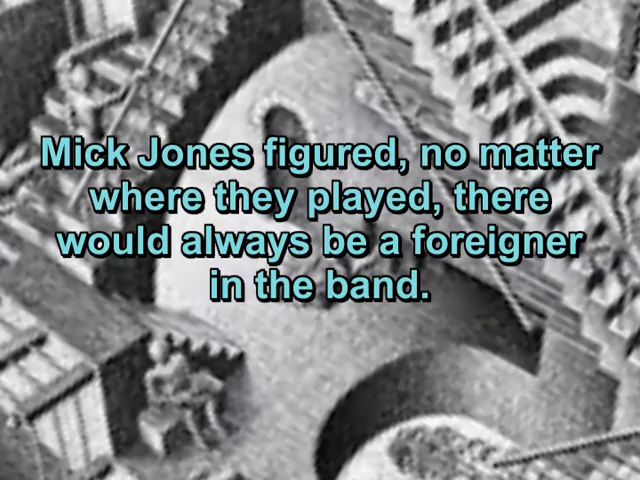 Mick Jones figured, no matter
where they played, there
would always be a foreigner
in the band.